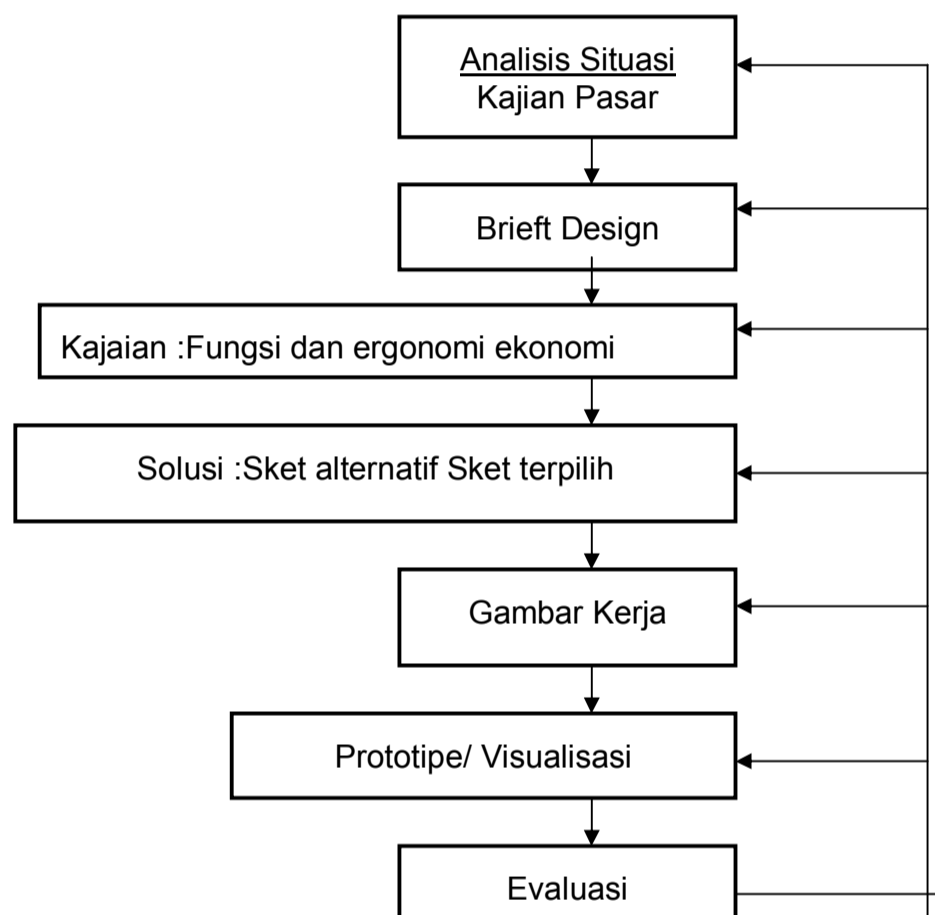 Analisis Situasi
Kajian Pasar
Brieft Design
Kajaian :Fungsi dan ergonomi ekonomi
Solusi :Sket alternatif Sket terpilih
Gambar Kerja
Prototipe/ Visualisasi
Evaluasi